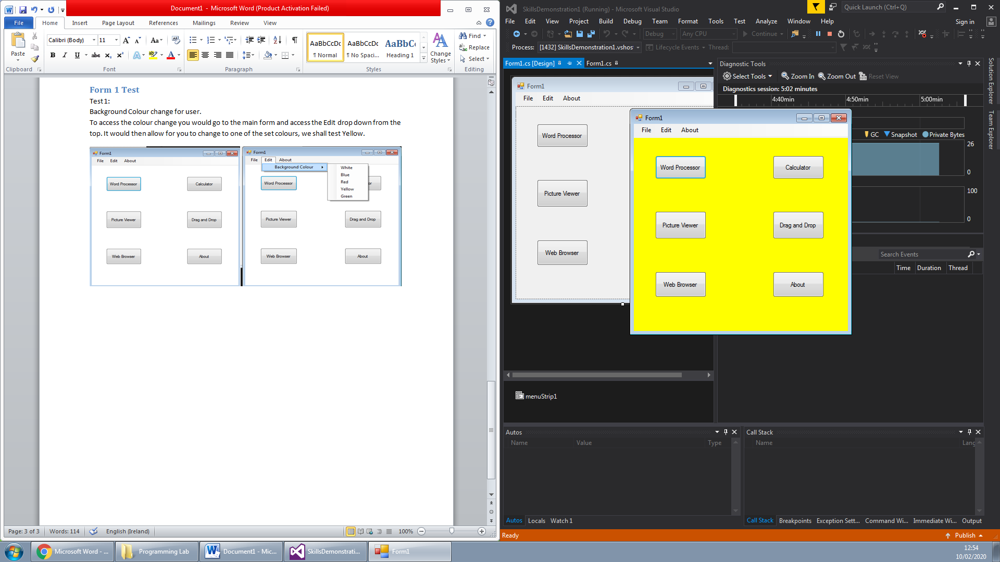 Document1 - Microsoft Word (Product Activation Failed)
File Home Insert Page Layout References Mailings Review View
Paste
Calibri (Body) 11
AaBbCcDc AaBbCcDc AaBbCc
¶ Normal ¶ No Spaci... Heading 1
Change Styles
Find
Replace
Select
Clipboard Font Paragraph Styles Editing
Form 1 Test
Test 1:
Background Colour change for user.
To access the colour change you would go to the main form and access the Edit drop down from the
top. It would then allow for you to change to one of the set colours, we shall test Yellow.
Form1
File Edit About
Word Processor Calculator
Picture Viewer Drag and Drop
Web Browser About
Form1
File Edit About
Background Colour
White
Blue
Red
Yellow
Green
Word Processor
Picture Viewer Drag and Drop
Web Browser About
Page: 3 of 3 Words: 114 English (Ireland) 100%
SkillsDemonstration1 (Running) - Microsoft Visual Studio
Quick Launch (Ctrl+Q)
File Edit View Project Build Debug Team Format Tools Test Analyze Window Help Sign in
Debug Any CPU Continue
Process: [1432] SkillsDemonstration1.vshos Lifecycle Events Thread:
Form1.cs [Design] Form1.cs
Form1
File Edit About
Word Processor
Picture Viewer
Web Browser
menuStrip1
Form1
File Edit About
Word Processor Calculator
Picture Viewer Drag and Drop
Web Browser About
Diagnostic Tools
Select Tools Zoom In Zoom Out Reset View
Diagnostics session: 5:02 minutes
4:40min 4:50min 5:00min
GC Snapshot Private Bytes
26
0
100
0
Search Events
Time Duration Thread
Solution Explorer
Team Explorer
Autos
Name Value Type
Autos Locals Watch 1
Call Stack
Name Lang
Call Stack Breakpoints Exception Sett... Command Wi... Immediate Wi... Output
Ready Publish
Microsoft Word - ... Programming Lab Document1 - Mic... SkillsDemonstrati... Form1
12:54
10/02/2020